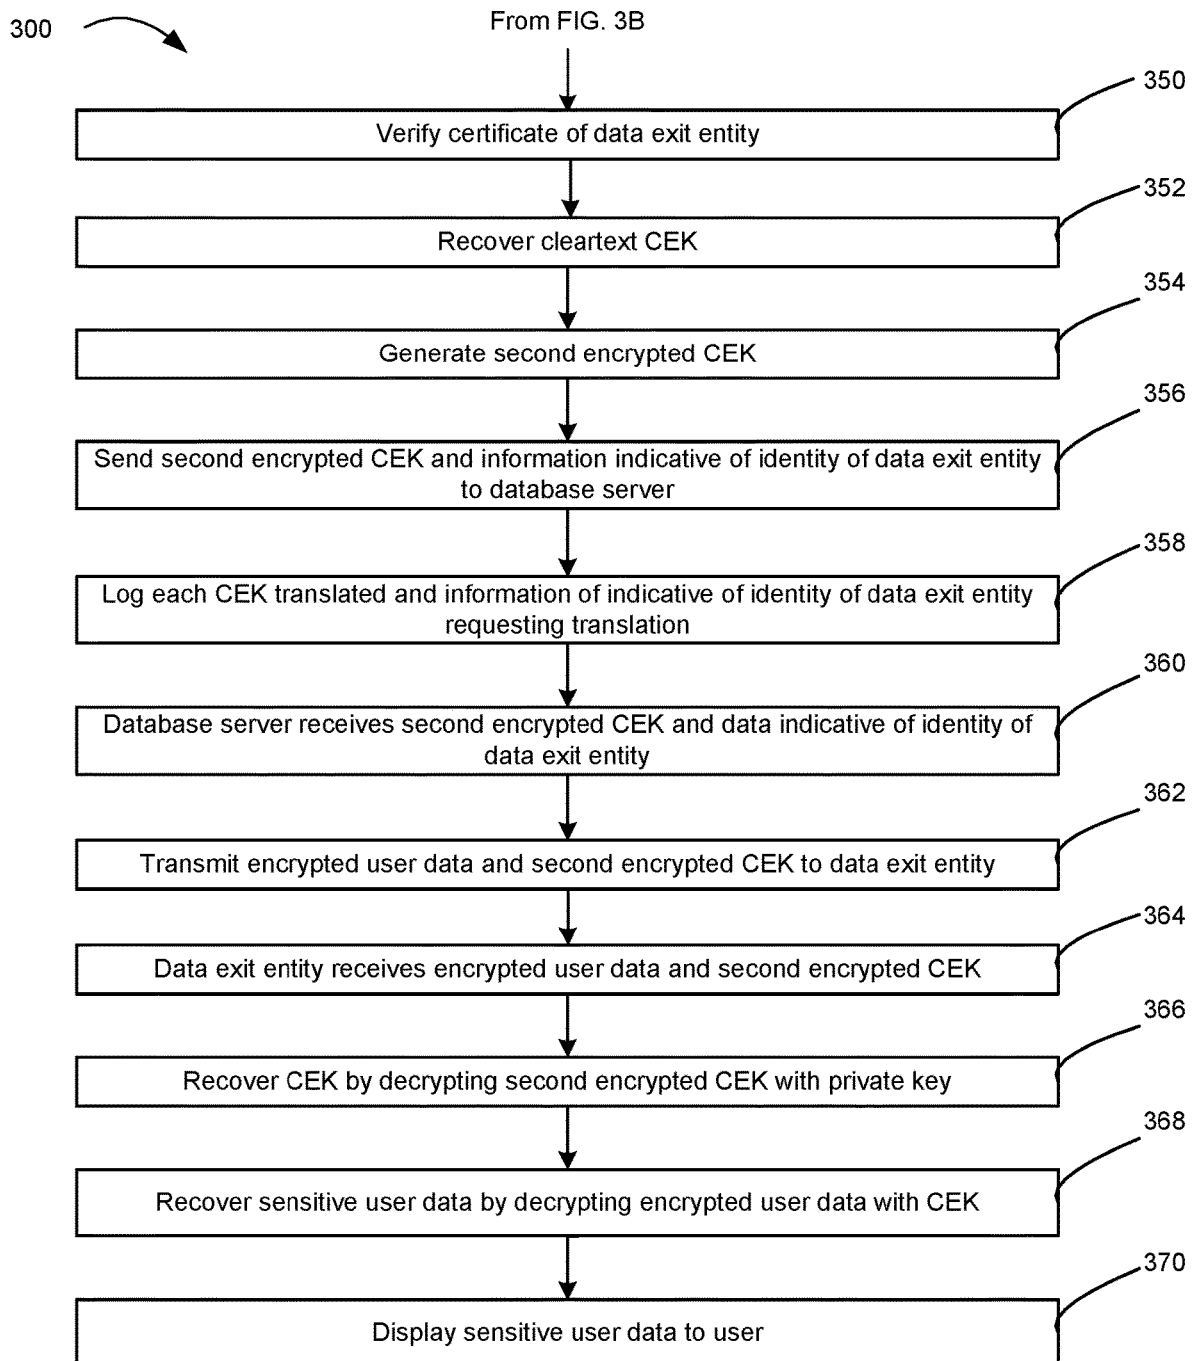 300
From FIG. 3B
350
Verify certificate of data exit entity
352
Recover cleartext CEK
354
Generate second encrypted CEK
356
Send second encrypted CEK and information indicative of identity of data exit entity
to database server
358
Log each CEK translated and information of indicative of identity of data exit entity
requesting translation
360
Database server receives second encrypted CEK and data indicative of identity of
data exit entity
362
Transmit encrypted user data and second encrypted CEK to data exit entity
364
Data exit entity receives encrypted user data and second encrypted CEK
366
Recover CEK by decrypting second encrypted CEK with private key
368
Recover sensitive user data by decrypting encrypted user data with CEK
370
Display sensitive user data to user